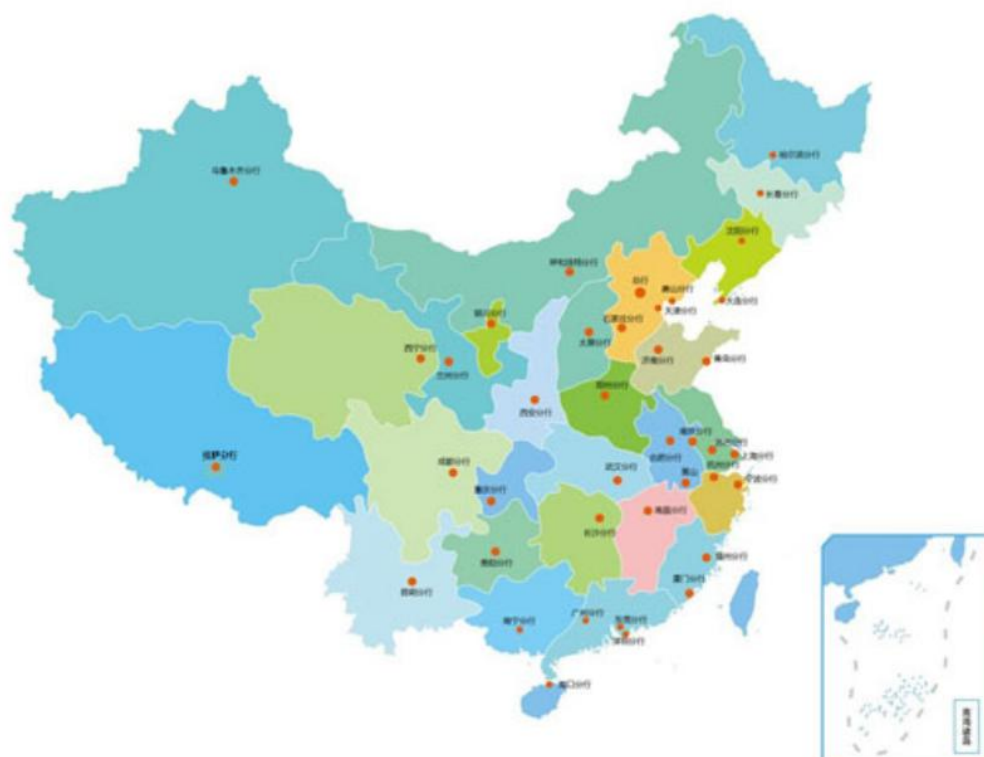 哈尔滨分行
长春分行
乌鲁木齐分行
沈阳分行
呼和浩特分行
总行
唐山分行
大连分行
天津分行
银川分行
石家庄分行
太原分行
西宁分行
兰州分行
济南分行
青岛分行
郑州分行
西安分行
南京分行
苏州分行
上海分行
合肥分行
拉萨分行
成都分行
武汉分行
杭州分行
宁波分行
黄山
重庆分行
南昌分行
长沙分行
贵阳分行
福州分行
昆明分行
厦门分行
广州分行
东莞分行
南宁分行
深圳分行
海口分行
南海诸岛